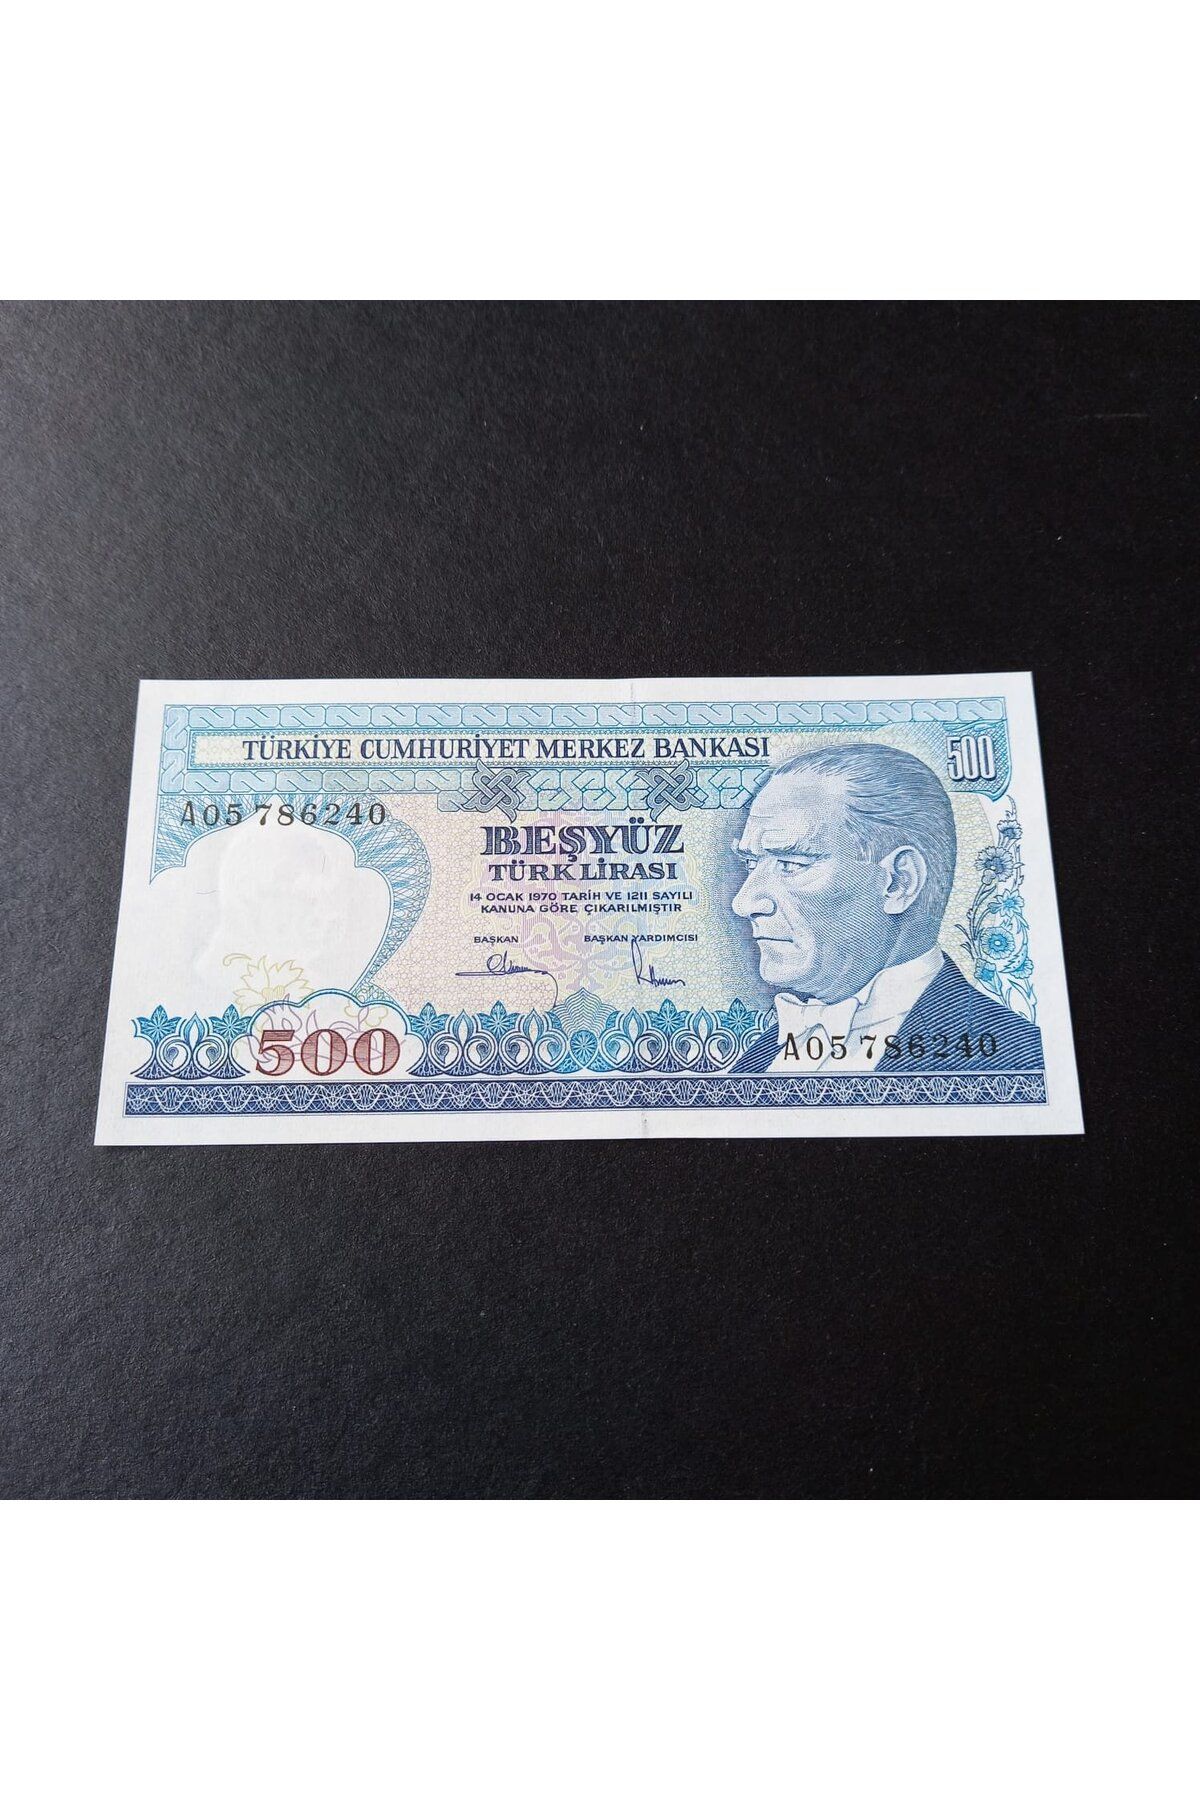 TÜRKİYE CUMHURİYET MERKEZ BANKASI
500
A05 786240
BEŞYÜZ
TÜRK LİRASI
14 OCAK 1970 TARİH VE 1211 SAYILI
KANUNA GÖRE ÇIKARILMIŞTIR
BAŞKAN BAŞKAN YARDIMCISI
500
A05 786240